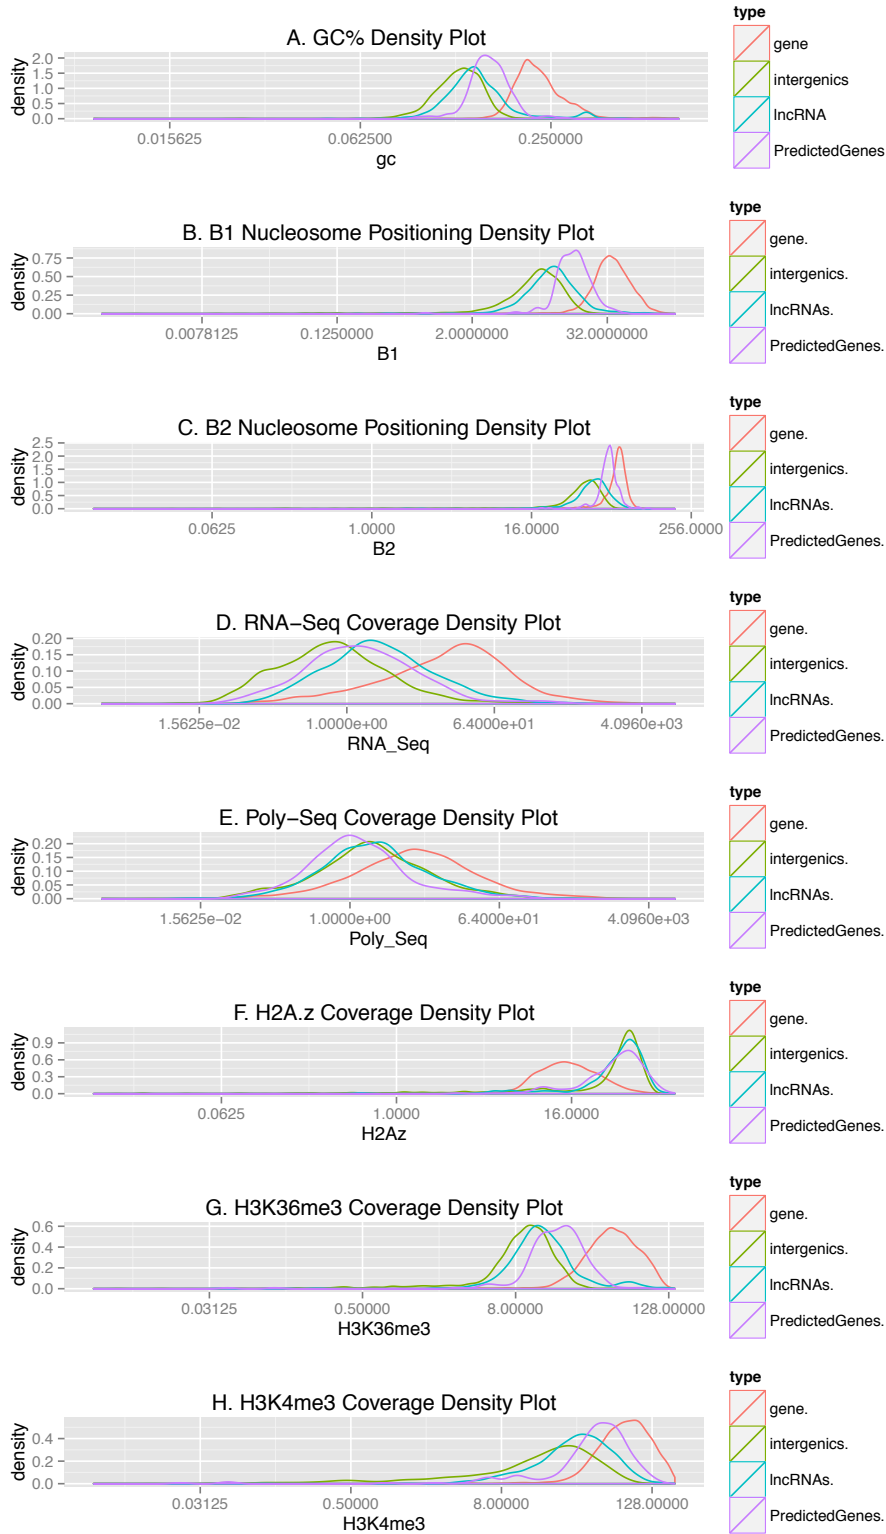 A. GC% Density Plot
density
2.0
1.5
1.0
0.5
0.0
0.015625 0.062500 0.250000
gc
type
gene
intergenics
lncRNA
PredictedGenes
B. B1 Nucleosome Positioning Density Plot
density
0.75
0.50
0.25
0.00
0.0078125 0.1250000 2.0000000 32.0000000
B1
type
gene.
intergenics.
lncRNAs.
PredictedGenes.
C. B2 Nucleosome Positioning Density Plot
density
2.5
2.0
1.5
1.0
0.5
0.0
0.0625 1.0000 16.0000 256.0000
B2
type
gene.
intergenics.
lncRNAs.
PredictedGenes.
D. RNA−Seq Coverage Density Plot
density
0.20
0.15
0.10
0.05
0.00
1.5625e−02 1.0000e+00 6.4000e+01 4.0960e+03
RNA_Seq
type
gene.
intergenics.
lncRNAs.
PredictedGenes.
E. Poly−Seq Coverage Density Plot
density
0.20
0.15
0.10
0.05
0.00
1.5625e−02 1.0000e+00 6.4000e+01 4.0960e+03
Poly_Seq
type
gene.
intergenics.
lncRNAs.
PredictedGenes.
F. H2A.z Coverage Density Plot
density
0.9
0.6
0.3
0.0
0.0625 1.0000 16.0000
H2Az
type
gene.
intergenics.
lncRNAs.
PredictedGenes.
G. H3K36me3 Coverage Density Plot
density
0.6
0.4
0.2
0.0
0.03125 0.50000 8.00000 128.00000
H3K36me3
type
gene.
intergenics.
lncRNAs.
PredictedGenes.
H. H3K4me3 Coverage Density Plot
density
0.4
0.2
0.0
0.03125 0.50000 8.00000 128.00000
H3K4me3
type
gene.
intergenics.
lncRNAs.
PredictedGenes.